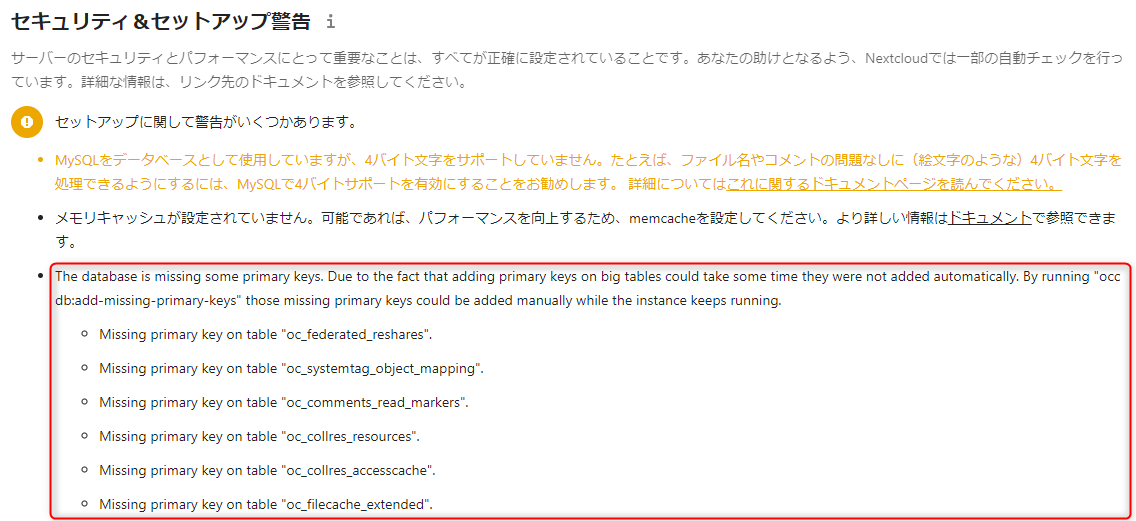 セキュリティ＆セットアップ警告 i
サーバーのセキュリティとパフォーマンスにとって重要なことは、すべてが正確に設定されていることです。あなたの助けとなるよう、Nextcloudでは一部の自動チェックを行っ
ています。詳細な情報は、リンク先のドキュメントを参照してください。
セットアップに関して警告がいくつかあります。
MySQLをデータベースとして使用していますが、4バイト文字をサポートしていません。たとえば、ファイル名やコメントの問題なしに（絵文字のような）4バイト文字を
処理できるようにするには、MySQLで4バイトサポートを有効にすることをお勧めします。 詳細についてはこれに関するドキュメントページを読んでください。
メモリキャッシュが設定されていません。可能であれば、パフォーマンスを向上するため、memcacheを設定してください。より詳しい情報はドキュメントで参照できま
す。
The database is missing some primary keys. Due to the fact that adding primary keys on big tables could take some time they were not added automatically. By running "occ
db:add-missing-primary-keys" those missing primary keys could be added manually while the instance keeps running.
Missing primary key on table "oc_federated_reshares".
Missing primary key on table "oc_systemtag_object_mapping".
Missing primary key on table "oc_comments_read_markers".
Missing primary key on table "oc_collres_resources".
Missing primary key on table "oc_collres_accesscache".
Missing primary key on table "oc_filecache_extended".